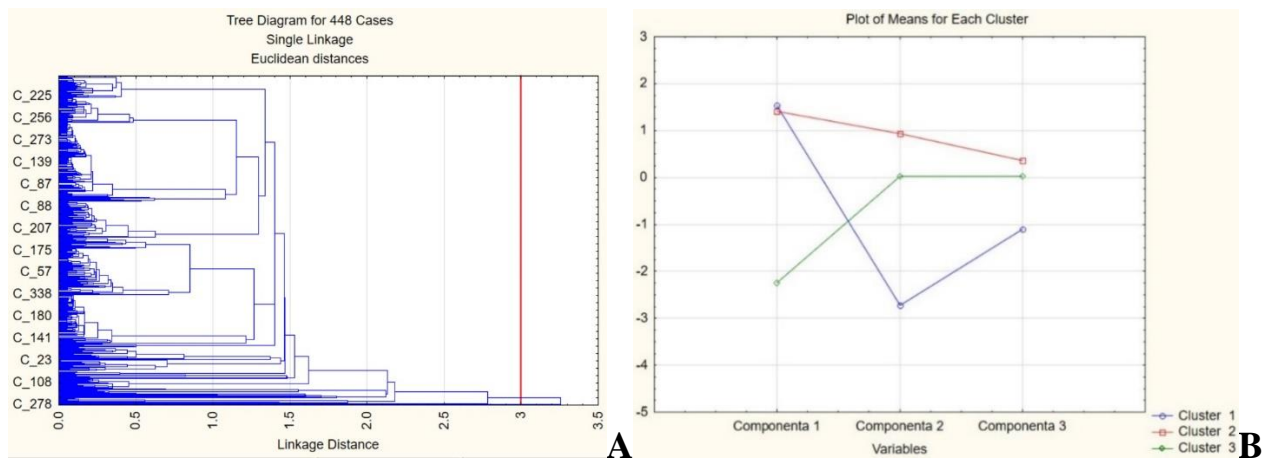 Tree Diagram for 448 Cases
Single Linkage
Euclidean distances
C_225
C_256
C_273
C_139
C_87
C_88
C_207
C_175
C_57
C_338
C_180
C_141
C_23
C_108
C_278
0.0
0.5
1.0
1.5
2.0
2.5
3
3.5
Linkage Distance
A
Plot of Means for Each Cluster
3
2
1
0
-1
-2
-3
-4
-5
Componenta 1
Componenta 2
Componenta 3
Variables
Cluster 1
Cluster 2
Cluster 3
B